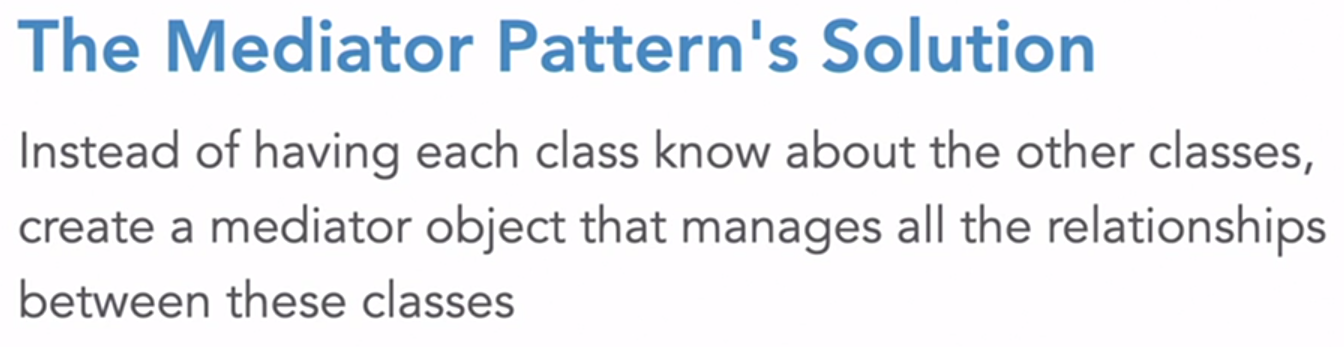 The Mediator Pattern's Solution
Instead of having each class know about the other classes,
create a mediator object that manages all the relationships
between these classes